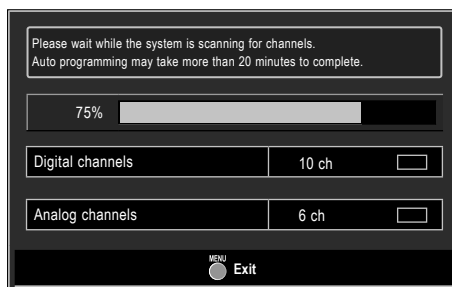 Please wait while the system is scanning for channels.
Auto programming may take more than 20 minutes to complete.
75%
Digital channels 10 ch
Analog channels 6 ch
MENU Exit